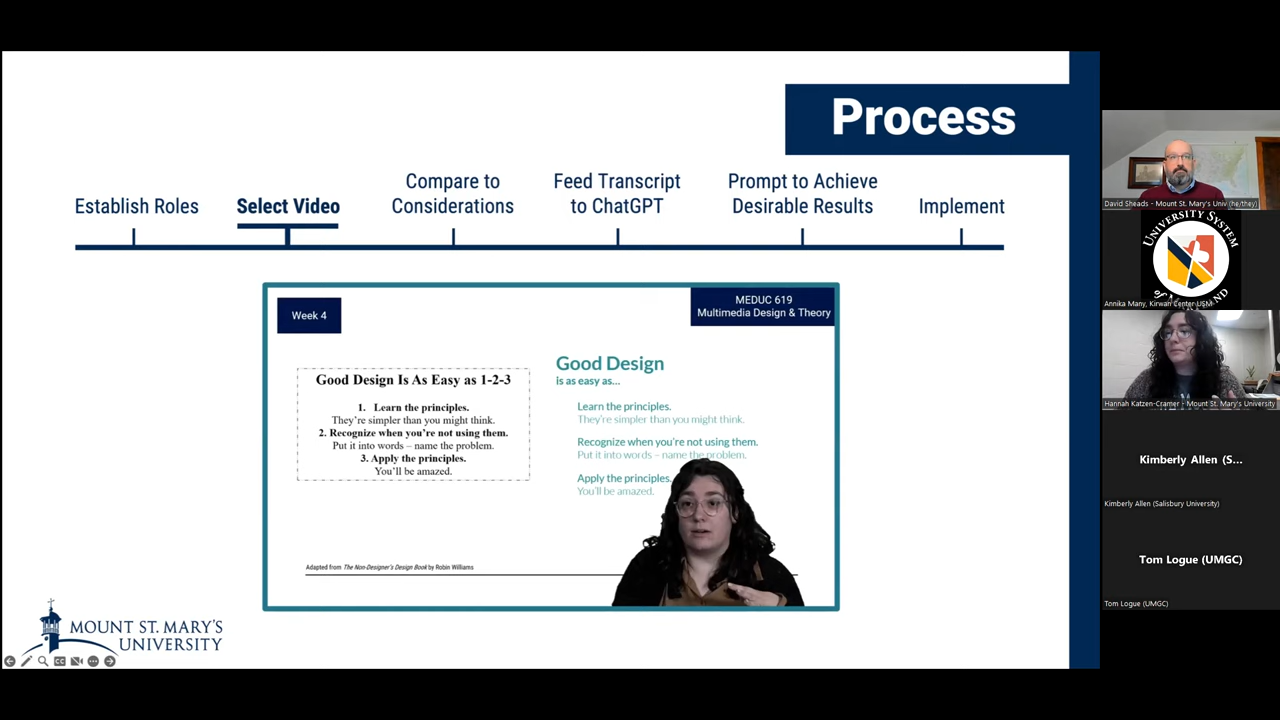 Process
Establish Roles
Select Video
Compare to
Considerations
Feed Transcript
to ChatGPT
Prompt to Achieve
Desirable Results
Implement
Week 4
MEDUC 619
Multimedia Design & Theory
Good Design Is As Easy as 1-2-3
1. Learn the principles.
They're simpler than you might think.
2. Recognize when you're not using them.
Put it into words – name the problem.
3. Apply the principles.
You'll be amazed.
Good Design
is as easy as...
Learn the principles.
They're simpler than you might think.
Recognize when you're not using them.
Put it into words – name the problem.
Apply the principles.
You'll be amazed.
Adapted from The Non-Designer's Design Book by Robin Williams
MOUNT ST. MARY'S
UNIVERSITY
David Sheads - Mount St. Mary's Univ (he/they)
UNIVERSITY SYSTEM
Annika Many, Kirwan Center USM
Hannah Katzen-Cramer - Mount St. Mary's University
Kimberly Allen (S...
Kimberly Allen (Salisbury University)
Tom Logue (UMGC)
Tom Logue (UMGC)